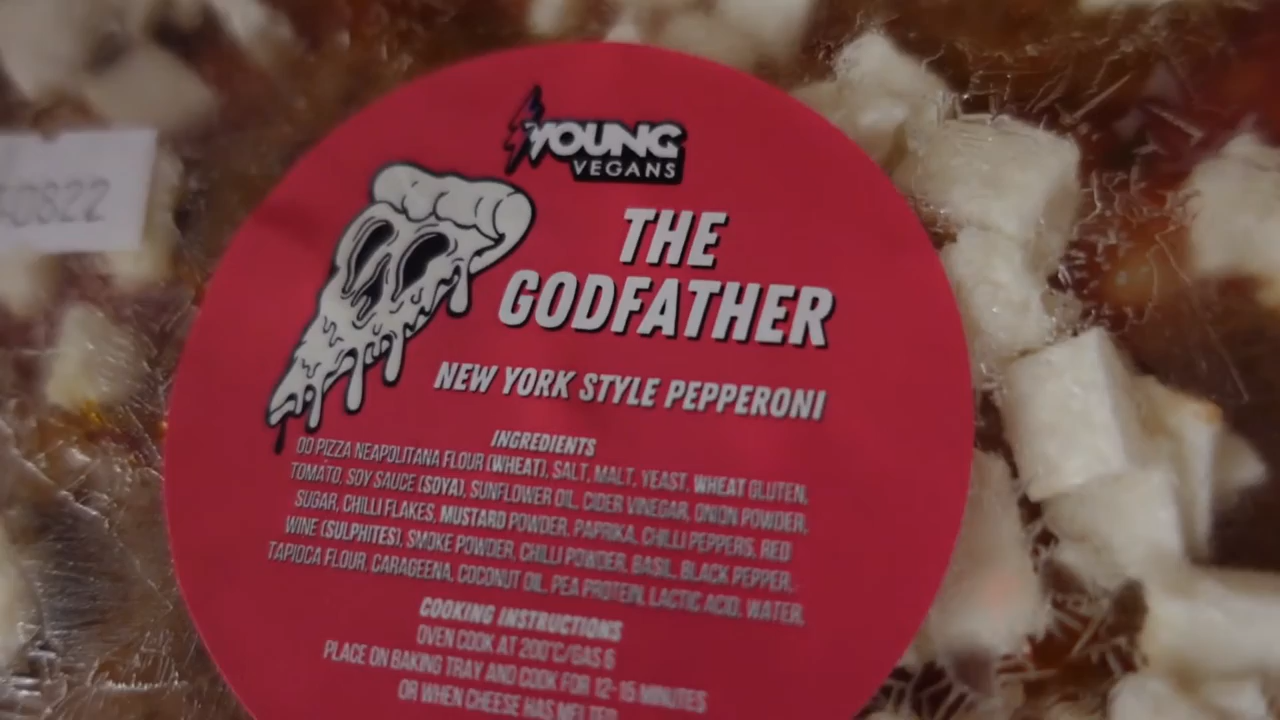 YOUNG
VEGANS
0822
THE
GODFATHER
NEW YORK STYLE PEPPERONI
INGREDIENTS
00 PIZZA NEAPOLITANA FLOUR (WHEAT), SALT, MALT, YEAST, WHEAT GLUTEN,
TOMATO, SOY SAUCE (SOYA), SUNFLOWER OIL, CIDER VINEGAR, ONION POWDER,
SUGAR, CHILLI FLAKES, MUSTARD POWDER, PAPRIKA, CHILLI PEPPERS, RED
WINE (SULPHITES), SMOKE POWDER, CHILLI POWDER, BASIL, BLACK PEPPER,
TAPIOCA FLOUR, CARAGEENA, COCONUT OIL, PEA PROTEIN, LACTIC ACID, WATER,
COOKING INSTRUCTIONS
OVEN COOK AT 200°C/GAS 6
PLACE ON BAKING TRAY AND COOK FOR 12-15 MINUTES
OR WHEN CHEESE HAS MELTED